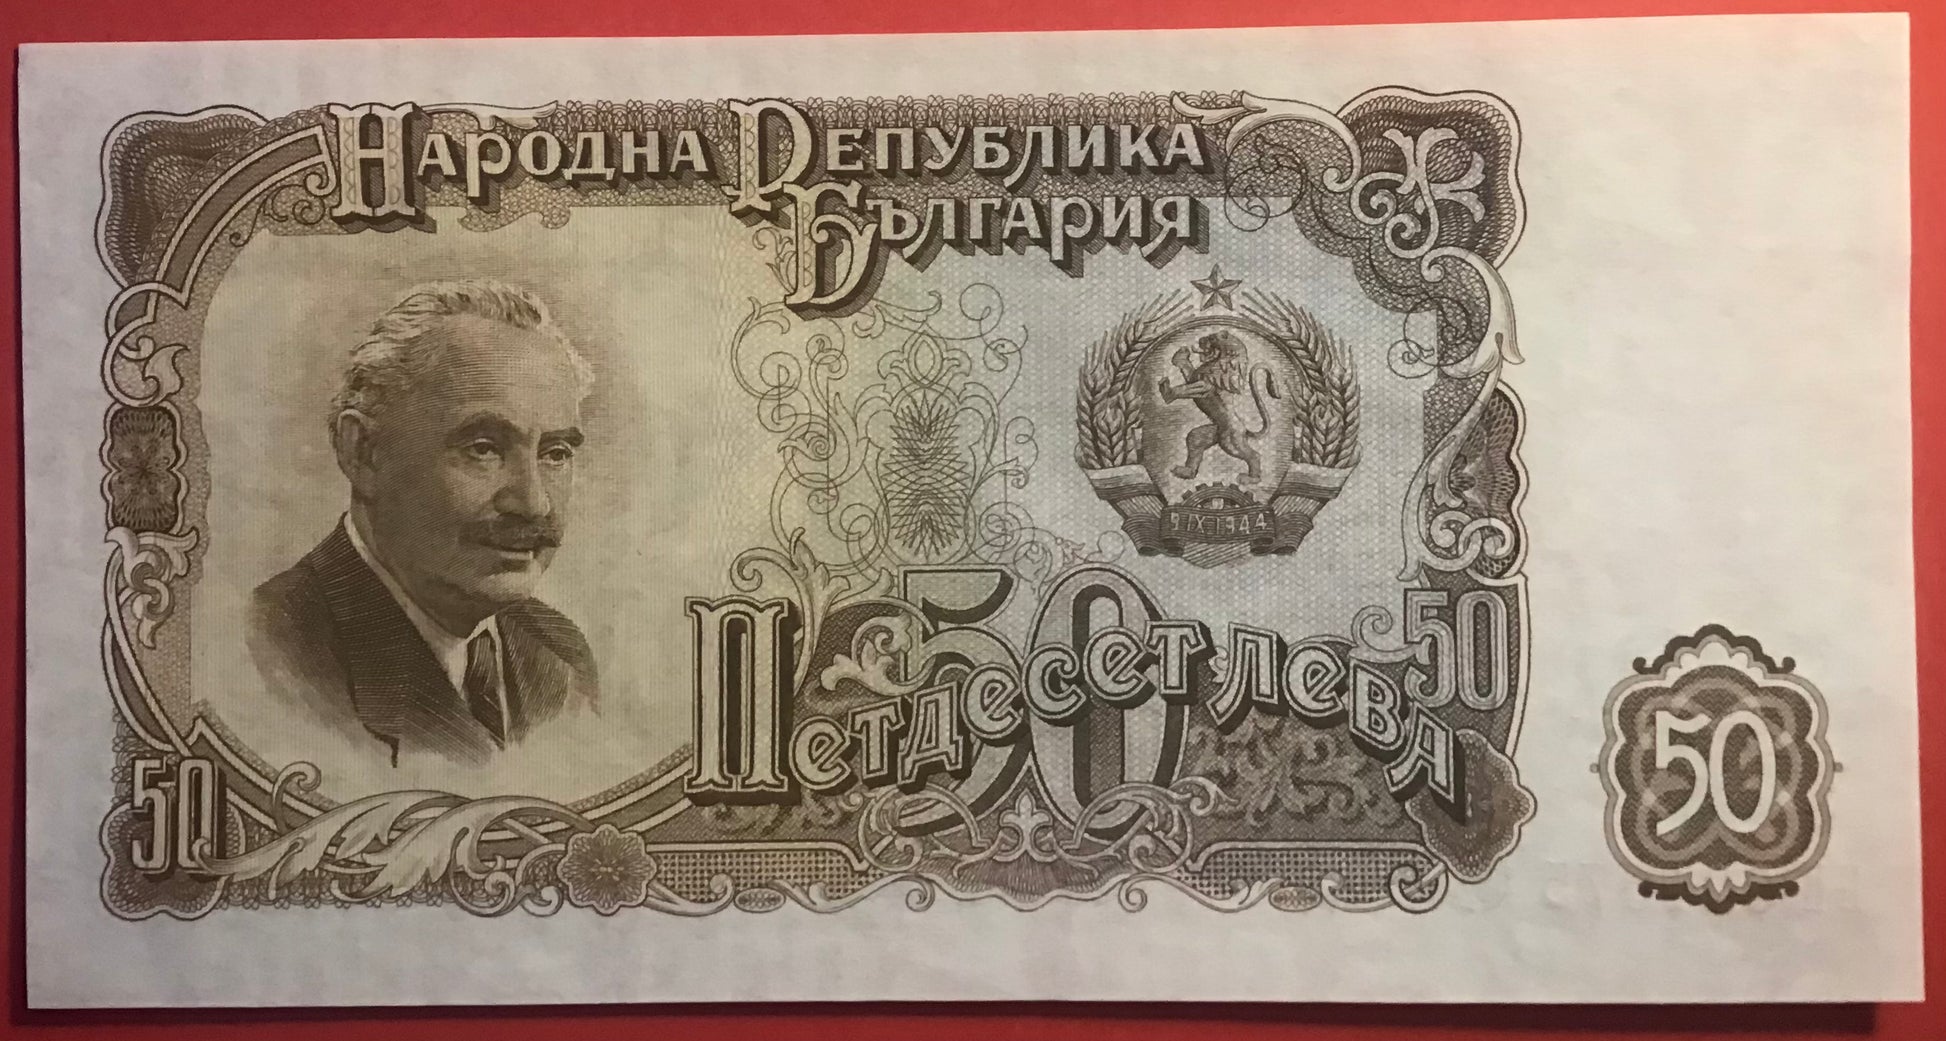 Народна Република
България
9 IX 1944
50
Петдесет лева
50
50
50